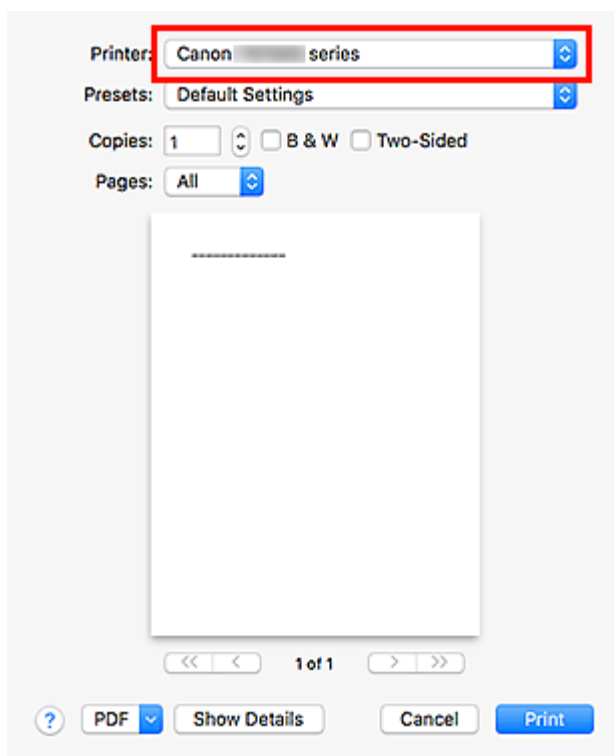 Printer: Canon series
Presets: Default Settings
Copies: 1 B & W Two-Sided
Pages: All
-------------
<< < 1 of 1 > >>
? PDF Show Details Cancel Print